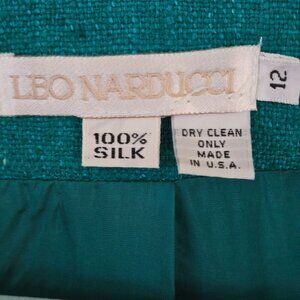 LEO NARDUCCI
12
100%
SILK
DRY CLEAN
ONLY
MADE
IN U.S.A.